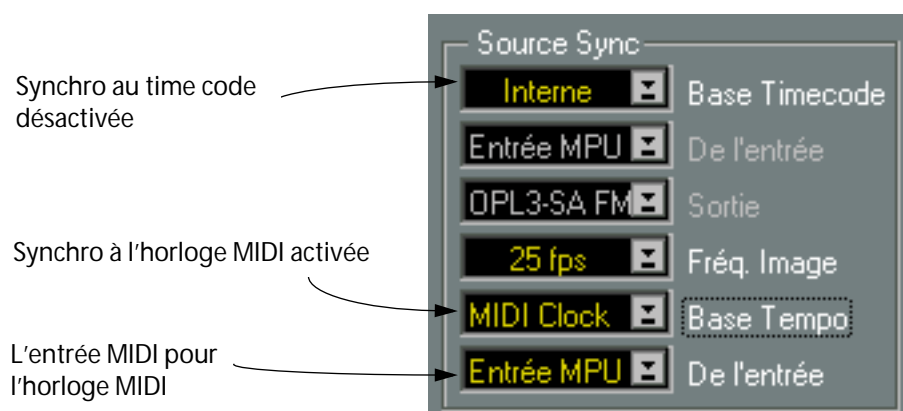 Source Sync
Synchro au time code
désactivée
Interne Base Timecode
Entrée MPU De l'entrée
OPL3-SA FM Sortie
Synchro à l'horloge MIDI activée
25 fps Fréq. Image
MIDI Clock Base Tempo
L'entrée MIDI pour
l'horloge MIDI
Entrée MPU De l'entrée